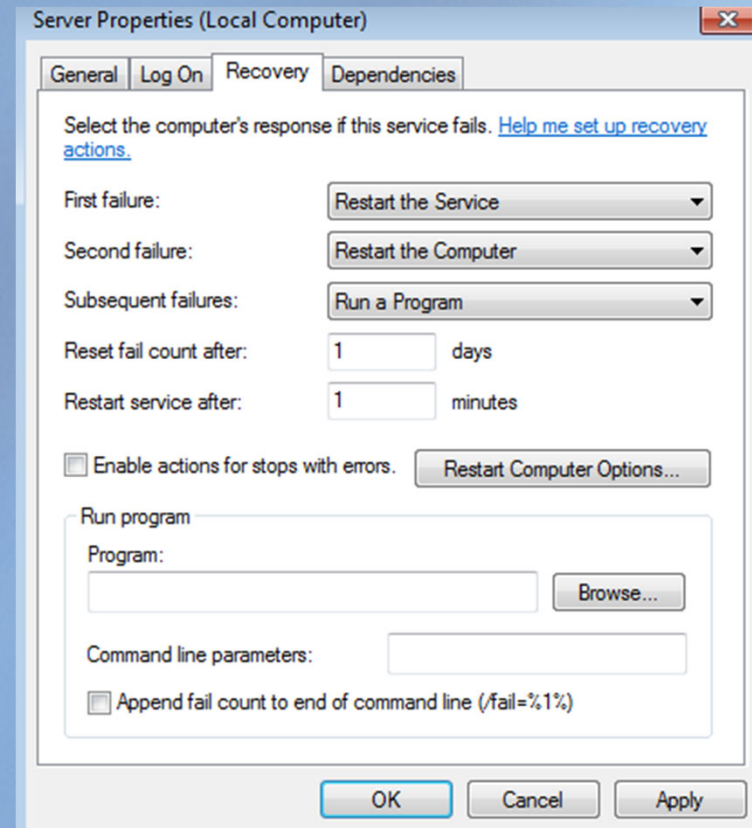 Server Properties (Local Computer)
General Log On Recovery Dependencies
Select the computer's response if this service fails. Help me set up recovery
actions.
First failure: Restart the Service
Second failure: Restart the Computer
Subsequent failures: Run a Program
Reset fail count after: 1 days
Restart service after: 1 minutes
Enable actions for stops with errors. Restart Computer Options...
Run program
Program:
Browse...
Command line parameters:
Append fail count to end of command line (/fail=%1%)
OK Cancel Apply